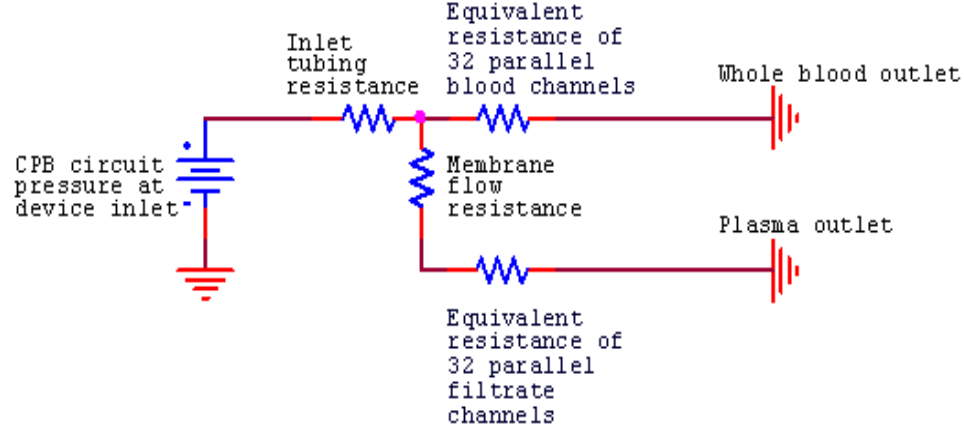 Equivalent
resistance of
32 parallel
blood channels
Inlet
tubing
resistance
Whole blood outlet
CPB circuit
pressure at
device inlet
Membrane
flow
resistance
Plasma outlet
Equivalent
resistance of
32 parallel
filtrate
channels